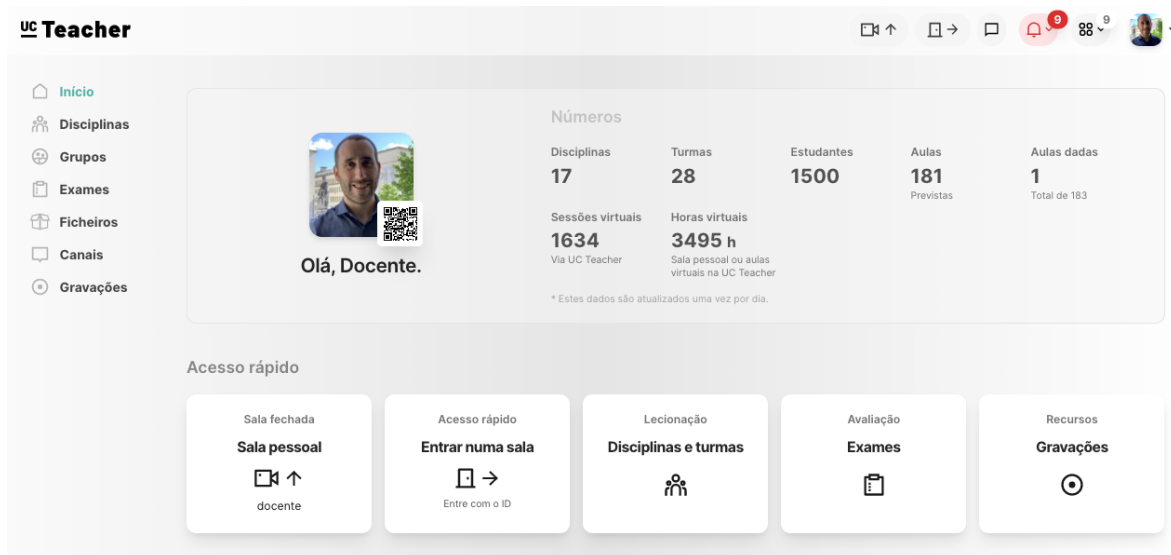 UC Teacher
9
9
Início
Disciplinas
Grupos
Exames
Ficheiros
Canais
Gravações
Olá, Docente.
Números
Disciplinas
17
Turmas
28
Estudantes
1500
Aulas
181
Previstas
Aulas dadas
1
Total de 183
Sessões virtuais
1634
Via UC Teacher
Horas virtuais
3495 h
Sala pessoal ou aulas
virtuais na UC Teacher
* Estes dados são atualizados uma vez por dia.
Acesso rápido
Sala fechada
Sala pessoal
docente
Acesso rápido
Entrar numa sala
Entre com o ID
Lecionação
Disciplinas e turmas
Avaliação
Exames
Recursos
Gravações